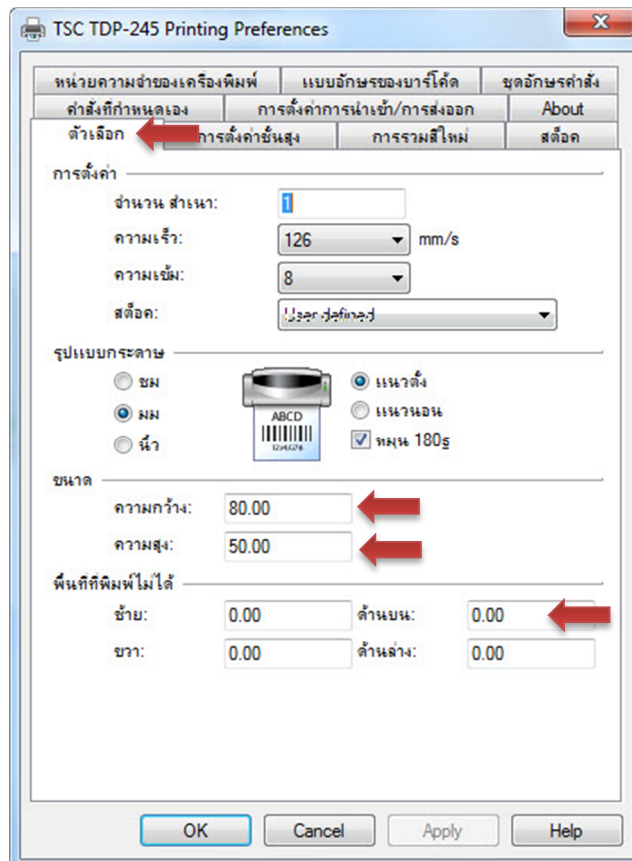 TSC TDP-245 Printing Preferences
หน่วยความจำของเครื่องพิมพ์ แบบอักษรของบาร์โค้ด ชุดอักษรคำสั่ง
คำสั่งที่กำหนดเอง การตั้งค่าการนำเข้า/การส่งออก About
ตัวเลือก การตั้งค่าชั้นสูง การรวมสีใหม่ สต็อค
การตั้งค่า
จำนวน สำเนา: 1
ความเร็ว: 126 mm/s
ความเข้ม: 8
สต็อค: User defined
รูปแบบกระดาษ
ซม แนวตั้ง
มม ABCD แนวนอน
นิ้ว หมุน 180ฐ
ขนาด
ความกว้าง: 80.00
ความสูง: 50.00
พื้นที่ที่พิมพ์ไม่ได้
ซ้าย: 0.00 ด้านบน: 0.00
ขวา: 0.00 ด้านล่าง: 0.00
OK Cancel Apply Help